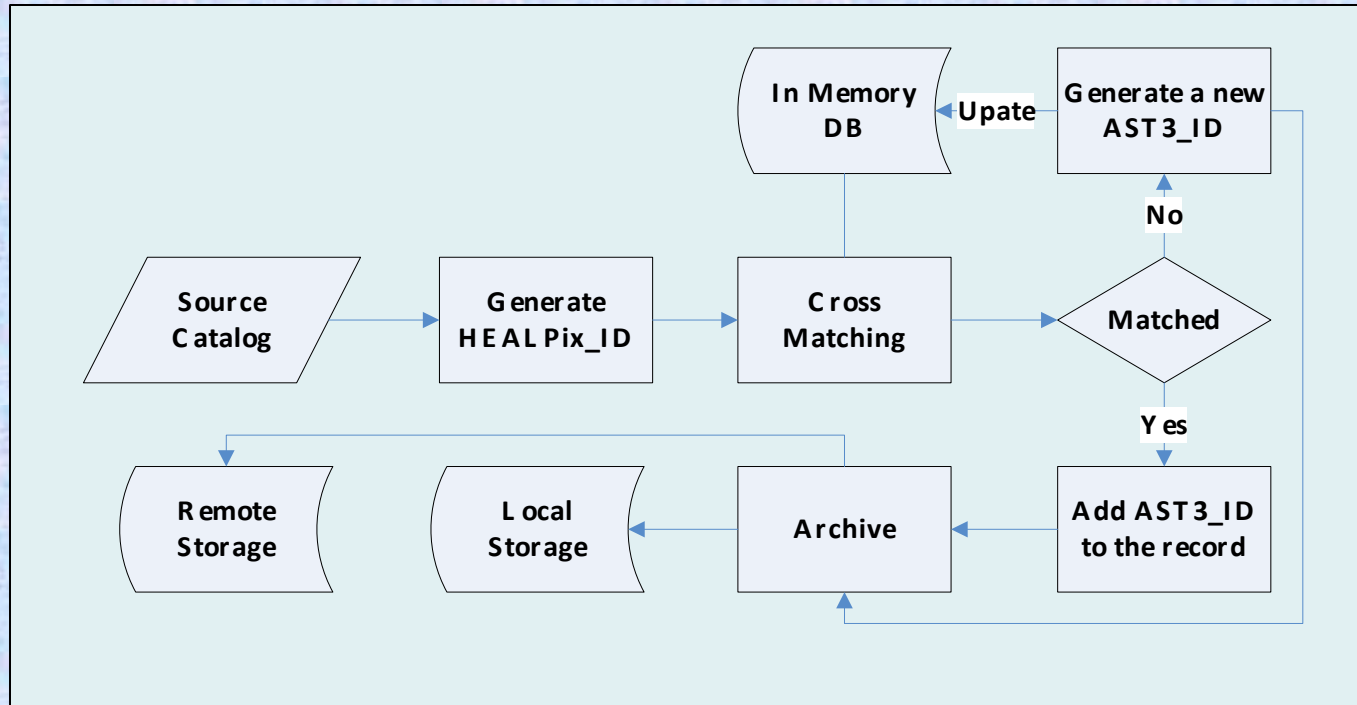 In Memory
DB
Upate
Generate a new
AST3_ID
No
Source
Catalog
Generate
HEALPix_ID
Cross
Matching
Matched
Yes
Remote
Storage
Local
Storage
Archive
Add AST3_ID
to the record